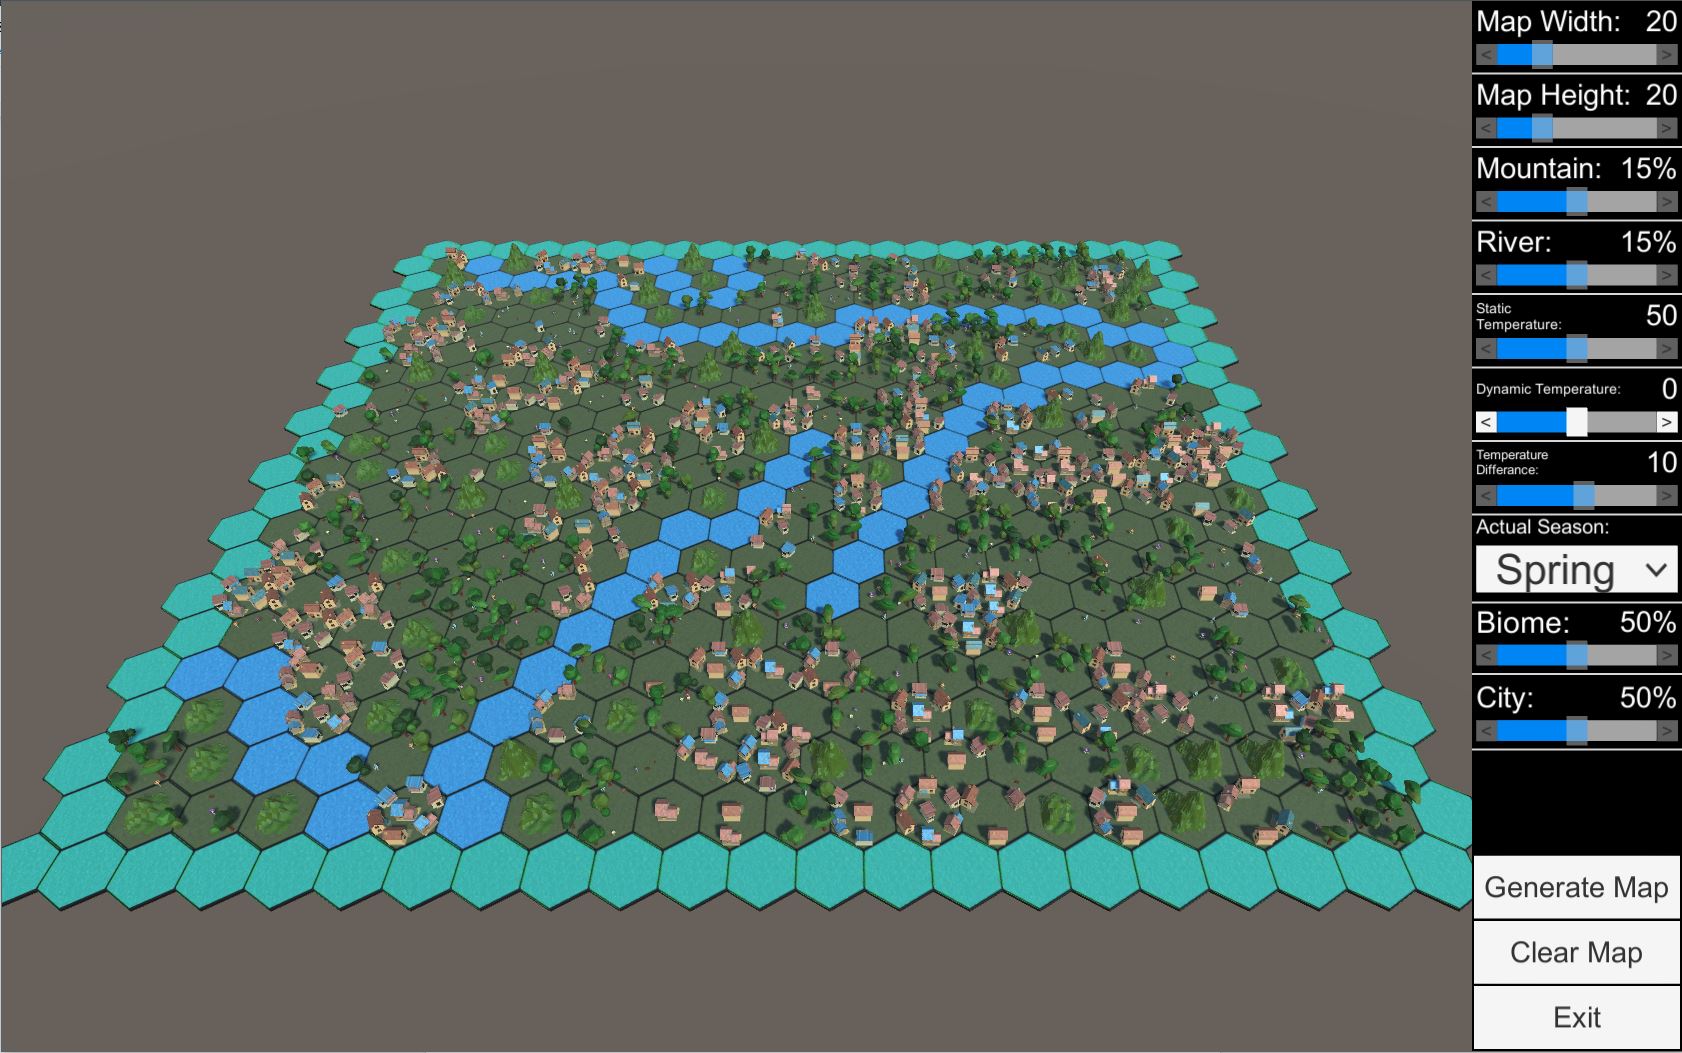 Map Width: 20
< >
Map Height: 20
< >
Mountain: 15%
< >
River: 15%
< >
Static
Temperature: 50
< >
Dynamic Temperature: 0
< >
Temperature
Differance: 10
< >
Actual Season:
Spring
Biome: 50%
< >
City: 50%
< >
Generate Map
Clear Map
Exit